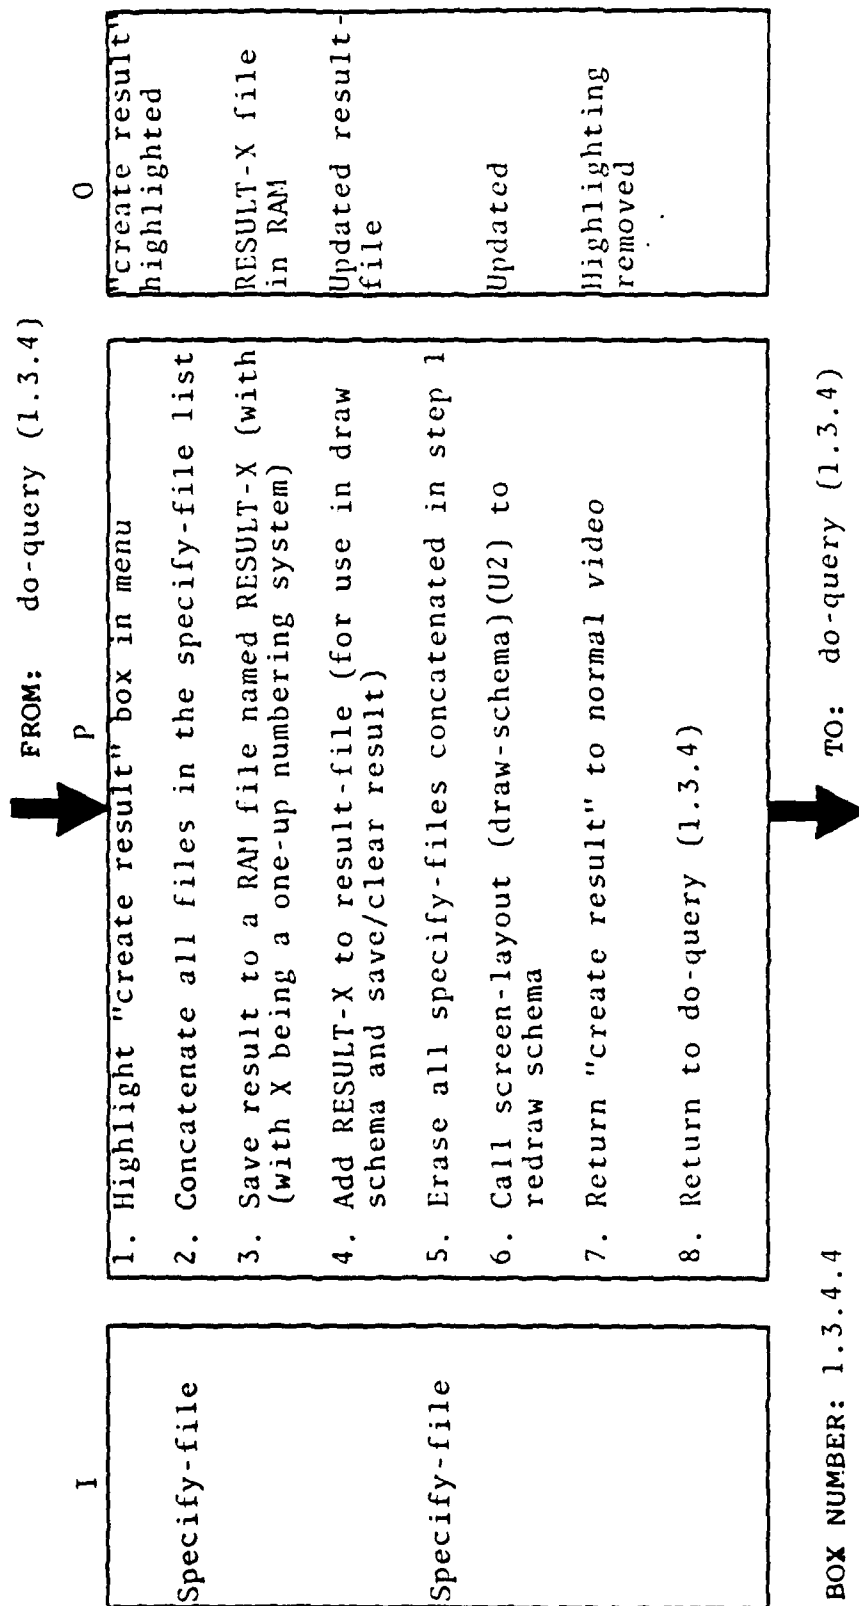 FROM: do-query (1.3.4)
I
P
O
Specify-file
Specify-file
1. Highlight "create result" box in menu
2. Concatenate all files in the specify-file list
3. Save result to a RAM file named RESULT-X (with
(with X being a one-up numbering system)
4. Add RESULT-X to result-file (for use in draw
schema and save/clear result)
5. Erase all specify-files concatenated in step 1
6. Call screen-layout (draw-schema)(U2) to
redraw schema
7. Return "create result" to normal video
8. Return to do-query (1.3.4)
"create result"
highlighted
RESULT-X file
in RAM
Updated result-
file
Updated
Highlighting
removed
BOX NUMBER: 1.3.4.4
TO: do-query (1.3.4)